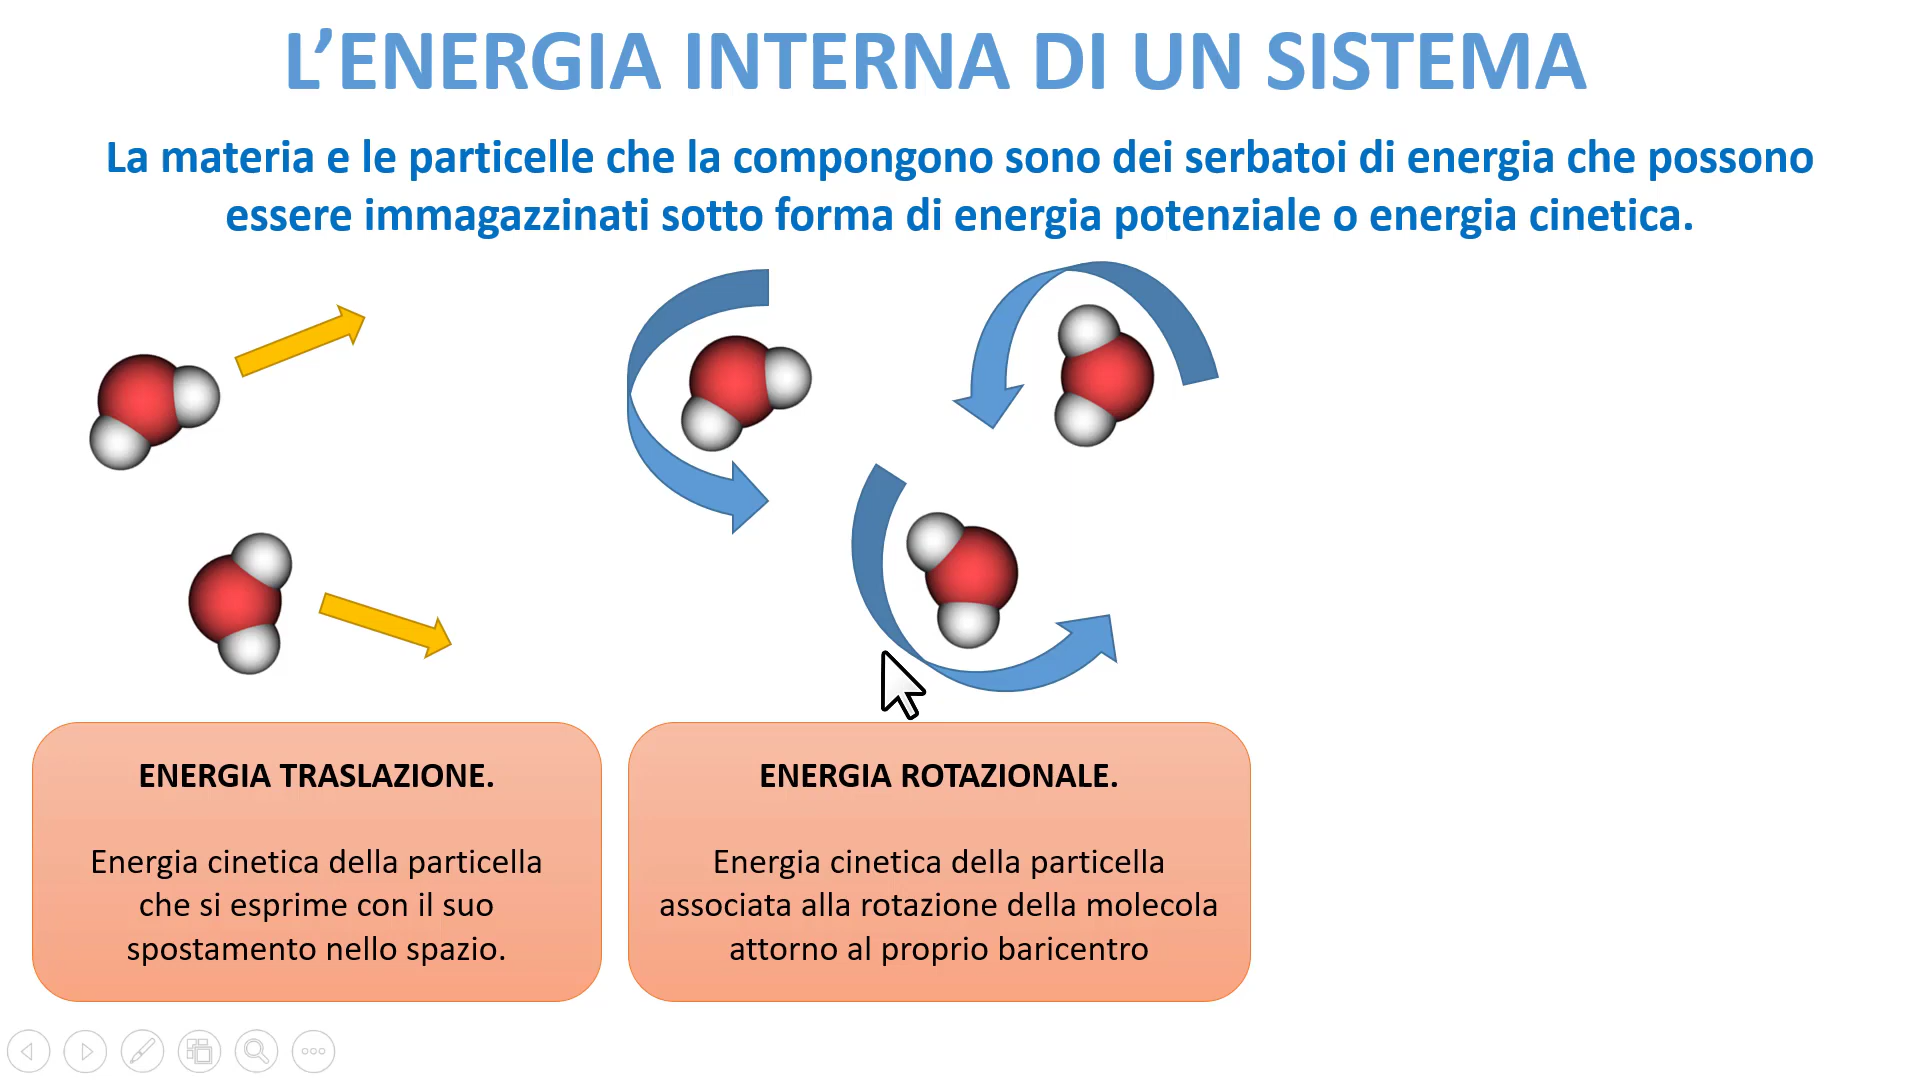 L’ENERGIA INTERNA DI UN SISTEMA
La materia e le particelle che la compongono sono dei serbatoi di energia che possono
essere immagazzinati sotto forma di energia potenziale o energia cinetica.
ENERGIA TRASLAZIONE.
Energia cinetica della particella
che si esprime con il suo
spostamento nello spazio.
ENERGIA ROTAZIONALE.
Energia cinetica della particella
associata alla rotazione della molecola
attorno al proprio baricentro